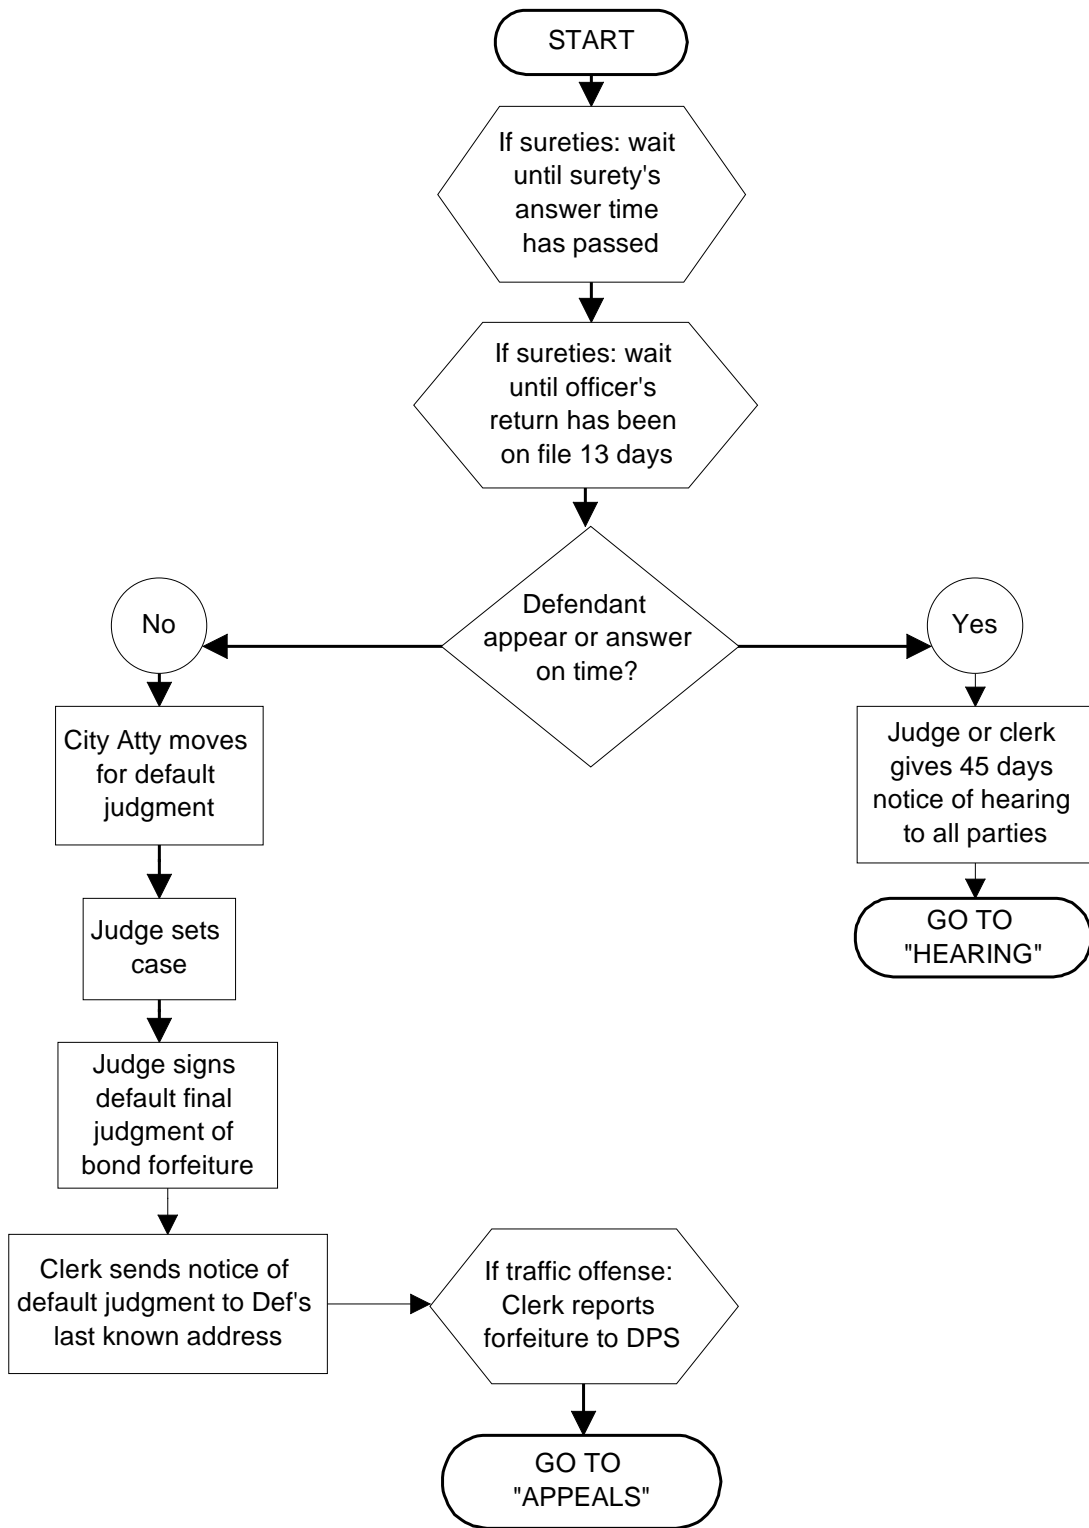 START
If sureties: wait
until surety's
answer time
has passed
If sureties: wait
until officer's
return has been
on file 13 days
Defendant
appear or answer
on time?
No
Yes
City Atty moves
for default
judgment
Judge or clerk
gives 45 days
notice of hearing
to all parties
Judge sets
case
GO TO
"HEARING"
Judge signs
default final
judgment of
bond forfeiture
Clerk sends notice of
default judgment to Def's
last known address
If traffic offense:
Clerk reports
forfeiture to DPS
GO TO
"APPEALS"